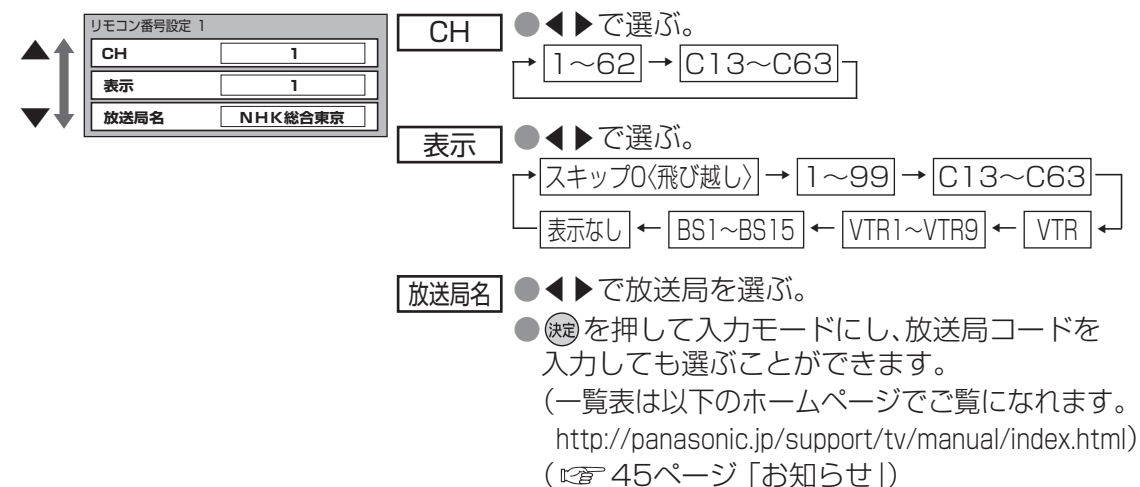 リモコン番号設定 1
CH 1
表示 1
放送局名 NHK総合東京
CH ●◀▶で選ぶ。
1〜62 → C13〜C63
表示 ●◀▶で選ぶ。
スキップ0〈飛び越し〉 → 1〜99 → C13〜C63
表示なし ← BS1〜BS15 ← VTR1〜VTR9 ← VTR
放送局名 ●◀▶で放送局を選ぶ。
●決定を押して入力モードにし、放送局コードを
入力しても選ぶことができます。
(一覧表は以下のホームページでご覧になれます。
http://panasonic.jp/support/tv/manual/index.html)
(☞45ページ「お知らせ」)